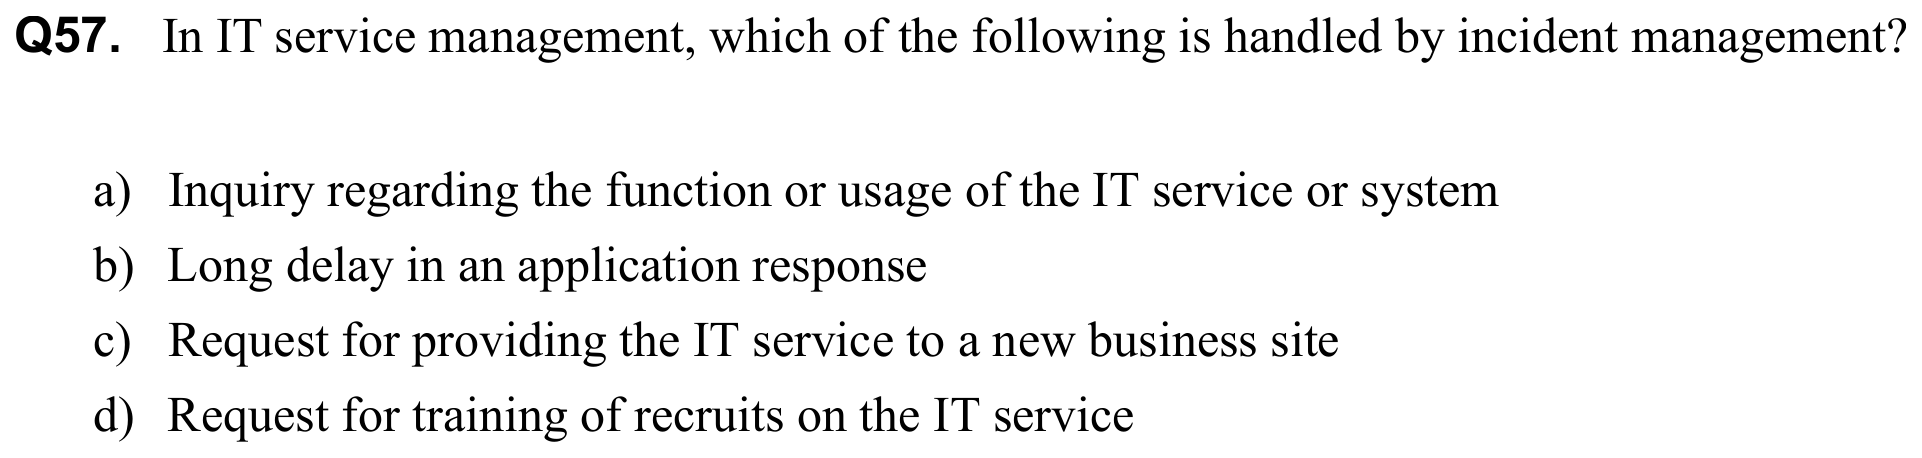 Q57. In IT service management, which of the following is handled by incident management?
a) Inquiry regarding the function or usage of the IT service or system
b) Long delay in an application response
c) Request for providing the IT service to a new business site
d) Request for training of recruits on the IT service